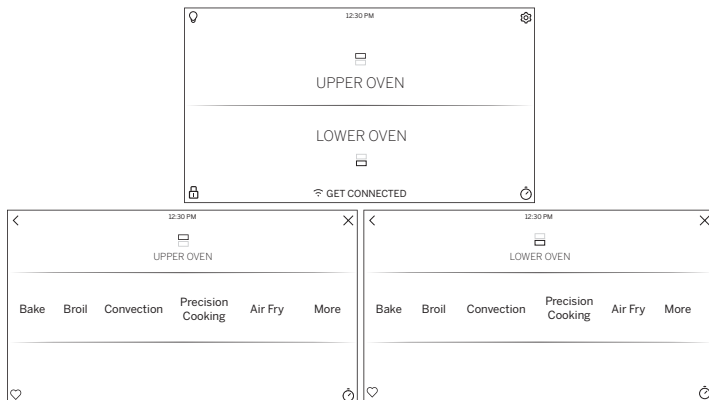 12:30 PM
UPPER OVEN
LOWER OVEN
GET CONNECTED
12:30 PM
UPPER OVEN
Bake Broil Convection Precision Cooking Air Fry More
12:30 PM
LOWER OVEN
Bake Broil Convection Precision Cooking Air Fry More